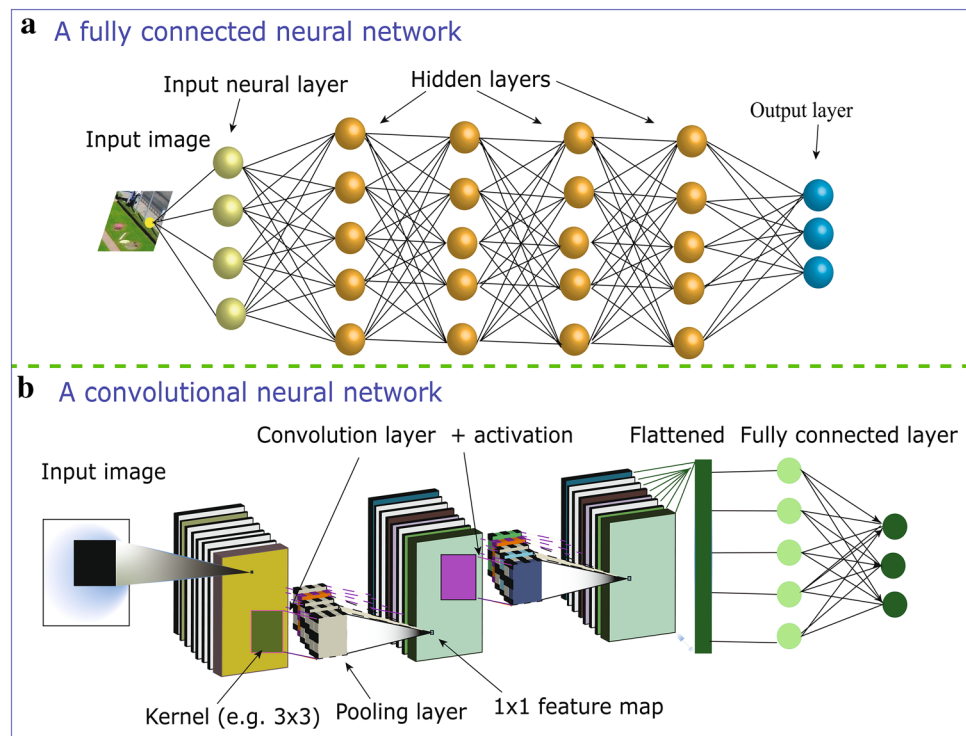 a A fully connected neural network
Input neural layer
Hidden layers
Output layer
Input image
b A convolutional neural network
Convolution layer + activation
Flattened
Fully connected layer
Input image
Kernel (e.g. 3x3)
Pooling layer
1x1 feature map